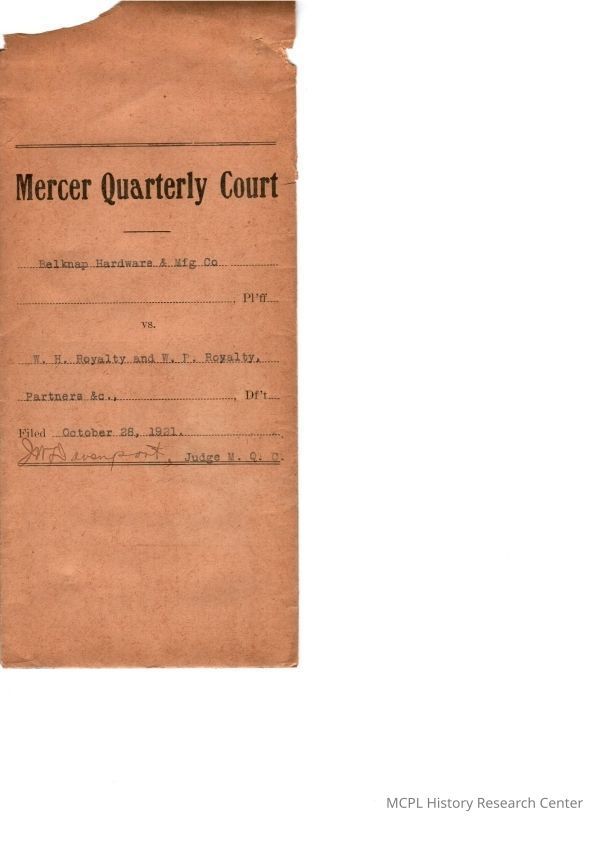 Mercer Quarterly Court
Belknap Hardware & Mfg Co
, Pl'ff
vs.
W. H. Royalty and W. P. Royalty,
Partners &c., , Df't
Filed October 28, 1921.
JW Davenport, Judge M. Q. C.
MCPL History Research Center